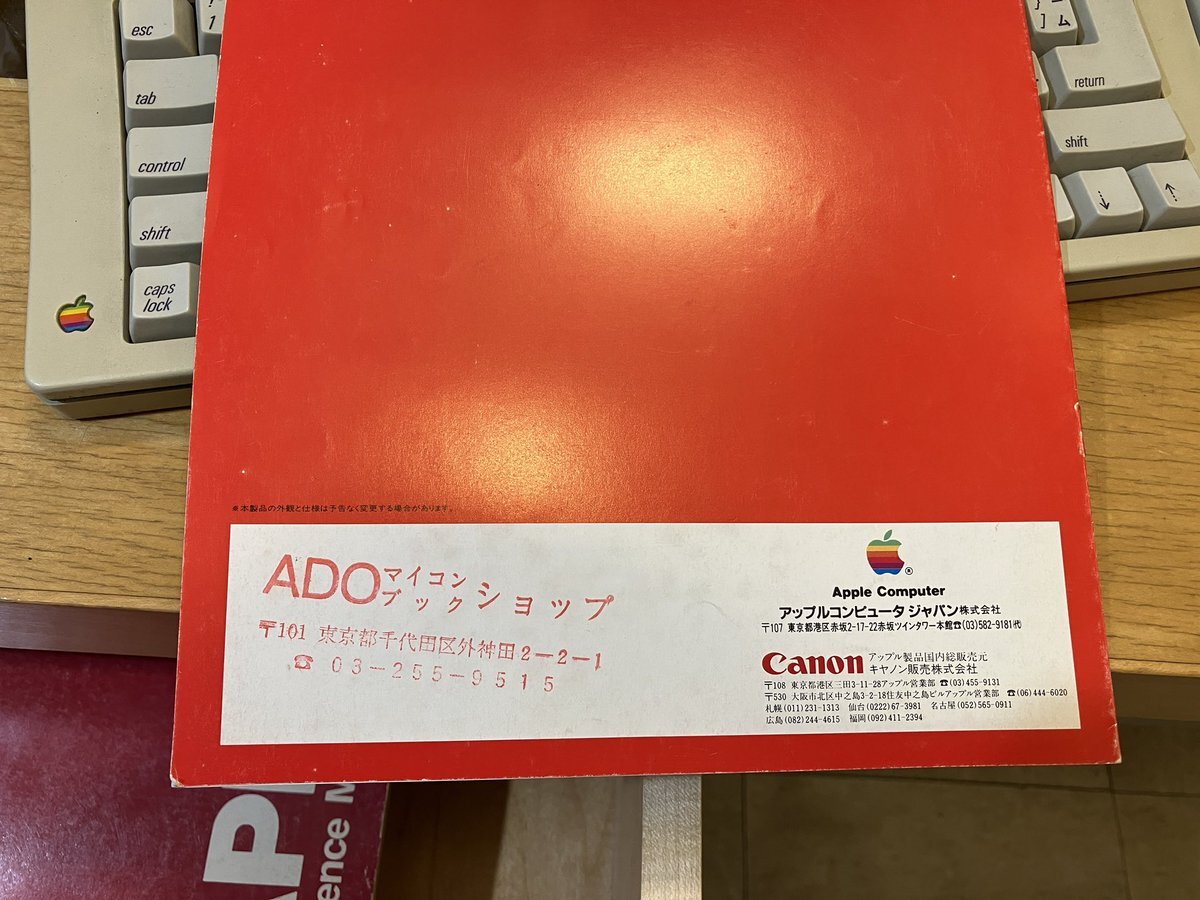 esc
!
1
tab
control
shift
caps
lock
}
]
ム
return
shift
※本製品の外観と仕様は予告なく変更する場合があります。
ADOマイコン
ブックショップ
〒101 東京都千代田区外神田2-2-1
☎ 03-255-9515
Apple Computer
アップルコンピュータ ジャパン株式会社
〒107 東京都港区赤坂2-17-22赤坂ツインタワー本館☎(03)582-9181㈹
Canon アップル製品国内総販売元
キヤノン販売株式会社
〒108 東京都港区三田3-11-28アップル営業部 ☎(03)455-9131
〒530 大阪市北区中之島3-2-18住友中之島ビルアップル営業部 ☎(06)444-6020
札幌(011)231-1313 仙台(0222)67-3981 名古屋(052)565-0911
広島(082)244-4615 福岡(092)411-2394
AP
ence M